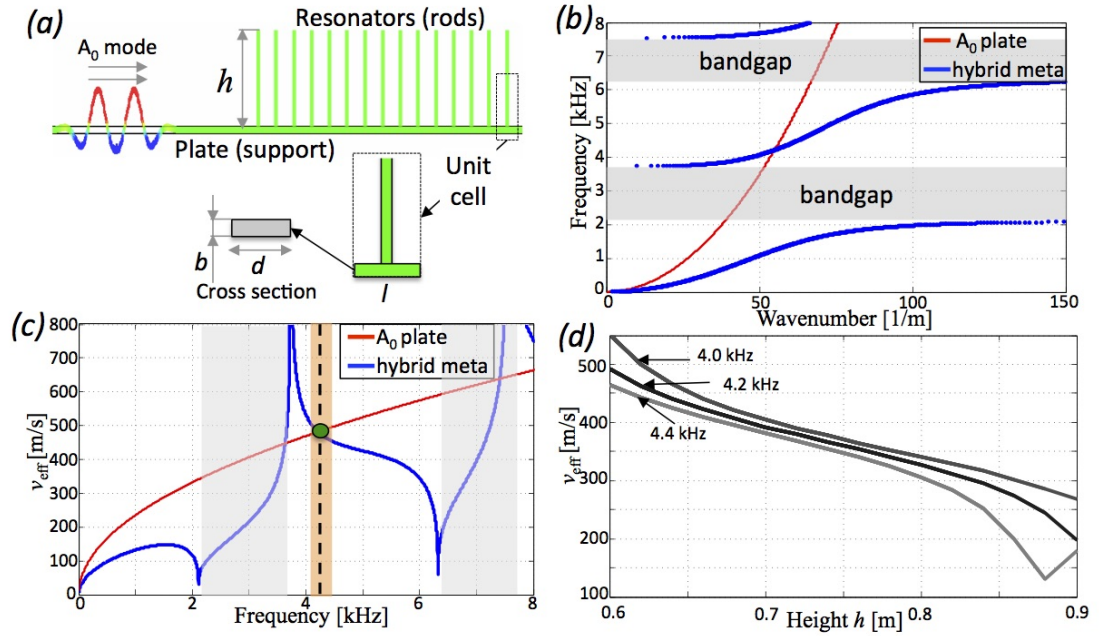 (a)
Resonators (rods)
A0 mode
h
Plate (support)
Unit
cell
b
d
Cross section
l
(b)
8
7
6
5
4
3
2
1
0
Frequency [kHz]
A0 plate
hybrid meta
bandgap
bandgap
0
50
100
150
Wavenumber [1/m]
(c)
800
700
600
500
400
300
200
100
0
veff [m/s]
A0 plate
hybrid meta
0
2
4
6
8
Frequency [kHz]
(d)
500
400
300
200
100
veff [m/s]
4.0 kHz
4.2 kHz
4.4 kHz
0.6
0.7
0.8
0.9
Height h [m]